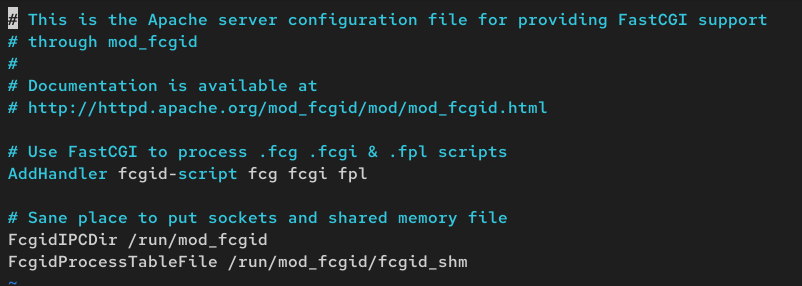 # This is the Apache server configuration file for providing FastCGI support
# through mod_fcgid
#
# Documentation is available at
# http://httpd.apache.org/mod_fcgid/mod/mod_fcgid.html
# Use FastCGI to process .fcg .fcgi & .fpl scripts
AddHandler fcgid-script fcg fcgi fpl
# Sane place to put sockets and shared memory file
FcgidIPCDir /run/mod_fcgid
FcgidProcessTableFile /run/mod_fcgid/fcgid_shm
~